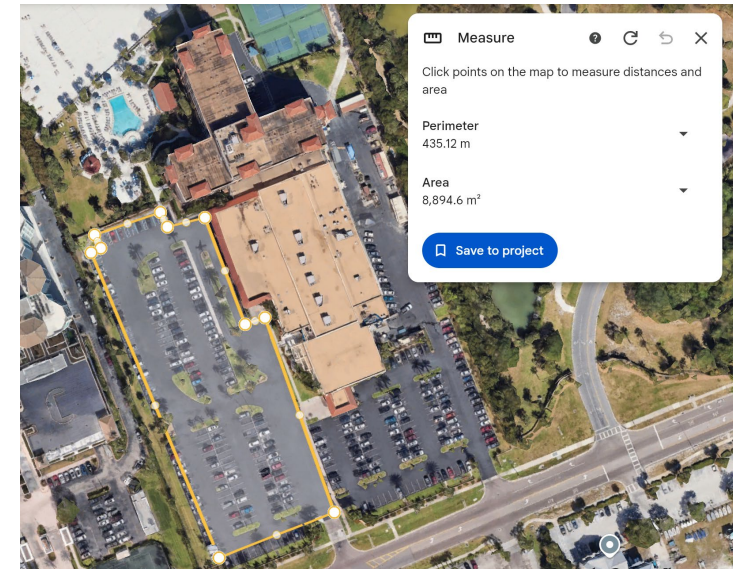 Measure
Click points on the map to measure distances and
area
Perimeter
435.12 m
Area
8,894.6 m²
Save to project